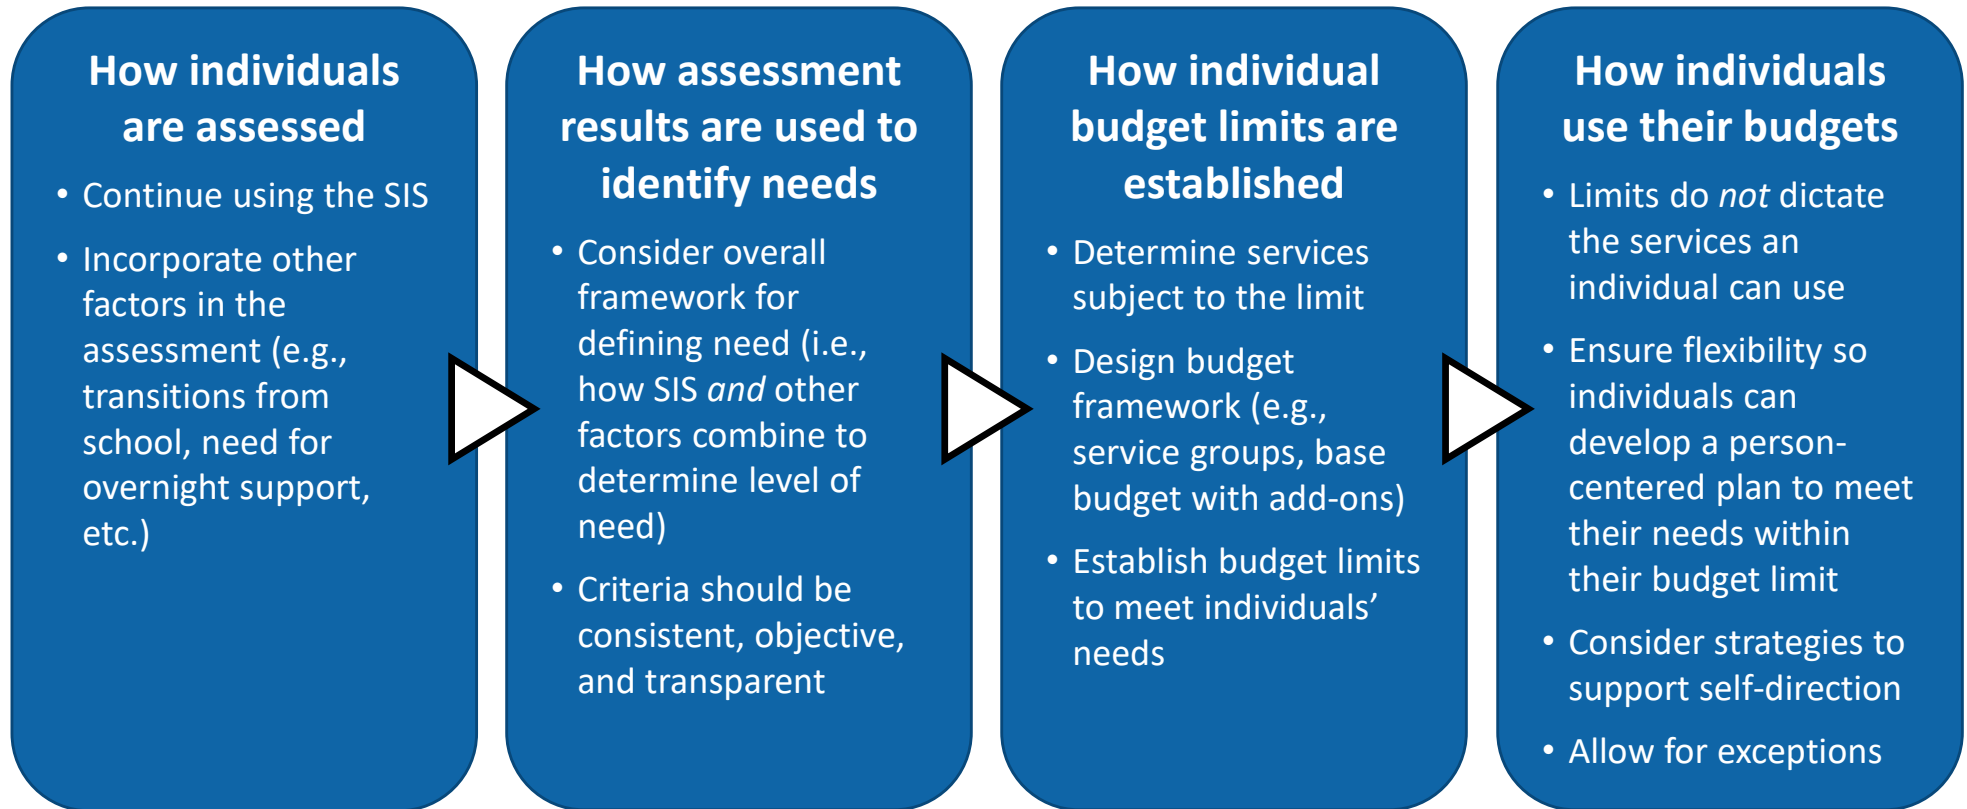 How individuals
are assessed
• Continue using the SIS
• Incorporate other
factors in the
assessment (e.g.,
transitions from
school, need for
overnight support,
etc.)
How assessment
results are used to
identify needs
• Consider overall
framework for
defining need (i.e.,
how SIS and other
factors combine to
determine level of
need)
• Criteria should be
consistent, objective,
and transparent
How individual
budget limits are
established
• Determine services
subject to the limit
• Design budget
framework (e.g.,
service groups, base
budget with add-ons)
• Establish budget limits
to meet individuals’
needs
How individuals
use their budgets
• Limits do not dictate
the services an
individual can use
• Ensure flexibility so
individuals can
develop a person-
centered plan to meet
their needs within
their budget limit
• Consider strategies to
support self-direction
• Allow for exceptions